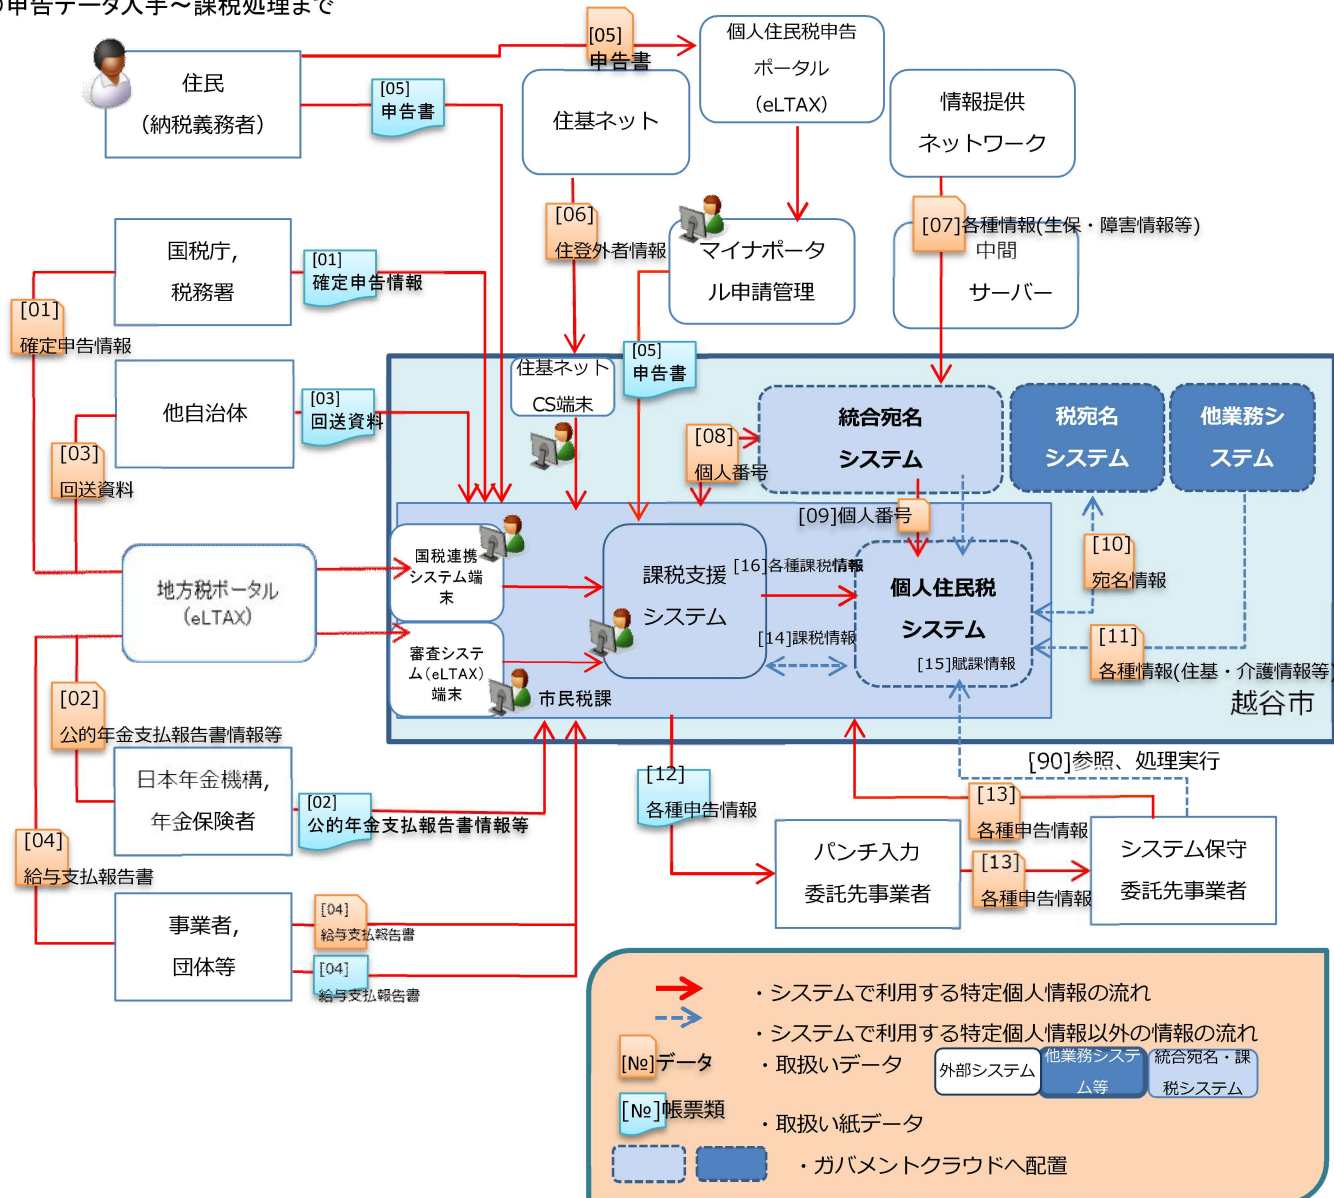 申告データ入手～課税処理まで
住民
(納税義務者)
[05]
申告書
[05]
申告書
個人住民税申告
ポータル
(eLTAX)
住基ネット
情報提供
ネットワーク
[06]
住登外者情報
マイナポータ
ル申請管理
[07]各種情報(生保・障害情報等)
中間
サーバー
国税庁,
税務署
[01]
確定申告情報
[01]
確定申告情報
他自治体
[03]
回送資料
[03]
回送資料
住基ネット
CS端末
[05]
申告書
統合宛名
システム
税宛名
システム
他業務シ
ステム
[08]
個人番号
[09]個人番号
[10]
宛名情報
[11]
各種情報(住基・介護情報等)
地方税ポータル
(eLTAX)
国税連携
システム端
末
課税支援
システム
[16]各種課税情報
個人住民税
システム
[14]課税情報
[15]賦課情報
審査システ
ム(eLTAX)
端末
市民税課
越谷市
[02]
公的年金支払報告書情報等
日本年金機構,
年金保険者
[02]
公的年金支払報告書情報等
[04]
給与支払報告書
事業者,
団体等
[04]
給与支払報告書
[04]
給与支払報告書
[12]
各種申告情報
[90]参照、処理実行
[13]
各種申告情報
パンチ入力
委託先事業者
[13]
各種申告情報
システム保守
委託先事業者
・システムで利用する特定個人情報の流れ
・システムで利用する特定個人情報以外の情報の流れ
[№]データ
・取扱いデータ
外部システム
他業務システ
ム等
統合宛名・課
税システム
[№]帳票類
・取扱い紙データ
・ガバメントクラウドへ配置